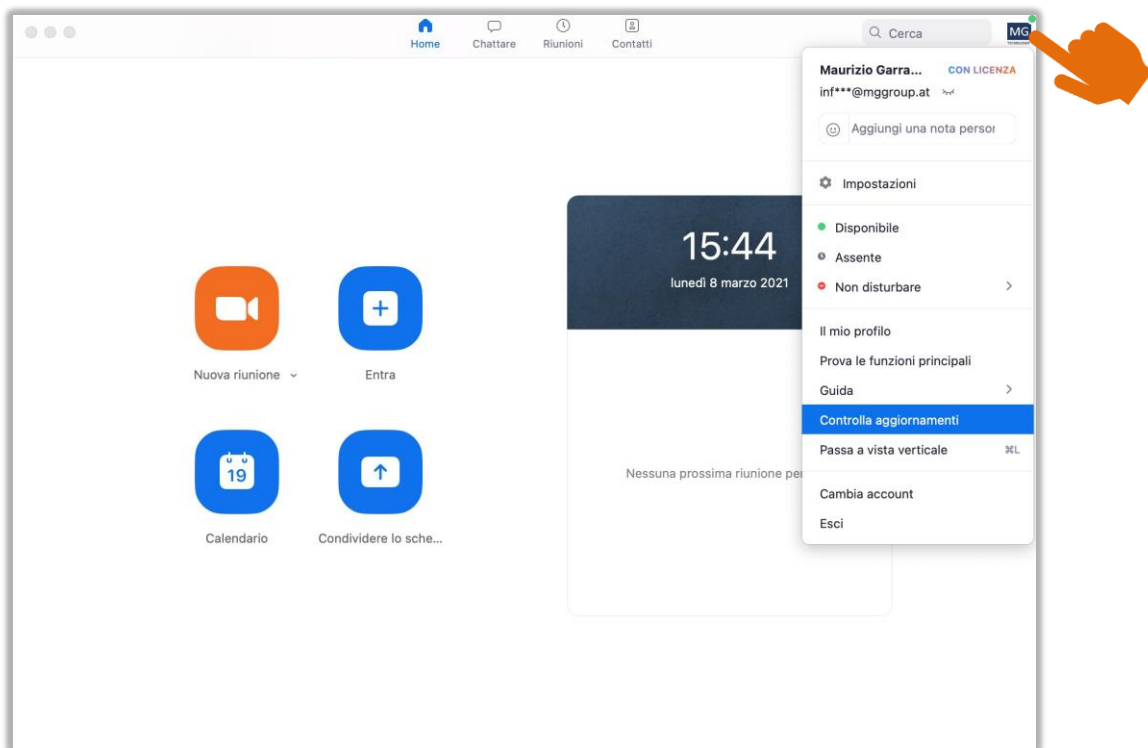 Home
Chattare
Riunioni
Contatti
Cerca
MG
Maurizio Garra... CON LICENZA
inf***@mggroup.at
Aggiungi una nota persor
Impostazioni
Disponibile
Assente
Non disturbare
Il mio profilo
Prova le funzioni principali
Guida
Controlla aggiornamenti
Passa a vista verticale ⌘L
Cambia account
Esci
15:44
lunedì 8 marzo 2021
Nuova riunione
Entra
19
Calendario
Condividere lo sche...
Nessuna prossima riunione per